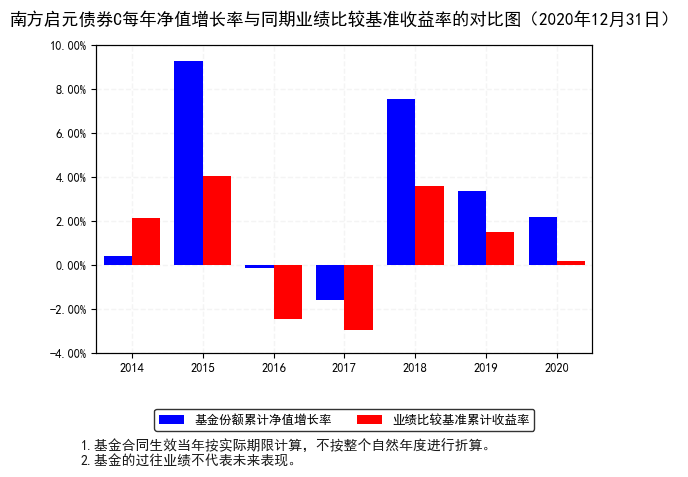 南方启元债券C每年净值增长率与同期业绩比较基准收益率的对比图（2020年12月31日）
10.00%
8.00%
6.00%
4.00%
2.00%
0.00%
-2.00%
-4.00%
2014 2015 2016 2017 2018 2019 2020
基金份额累计净值增长率 业绩比较基准累计收益率
1.基金合同生效当年按实际期限计算，不按整个自然年度进行折算。
2.基金的过往业绩不代表未来表现。